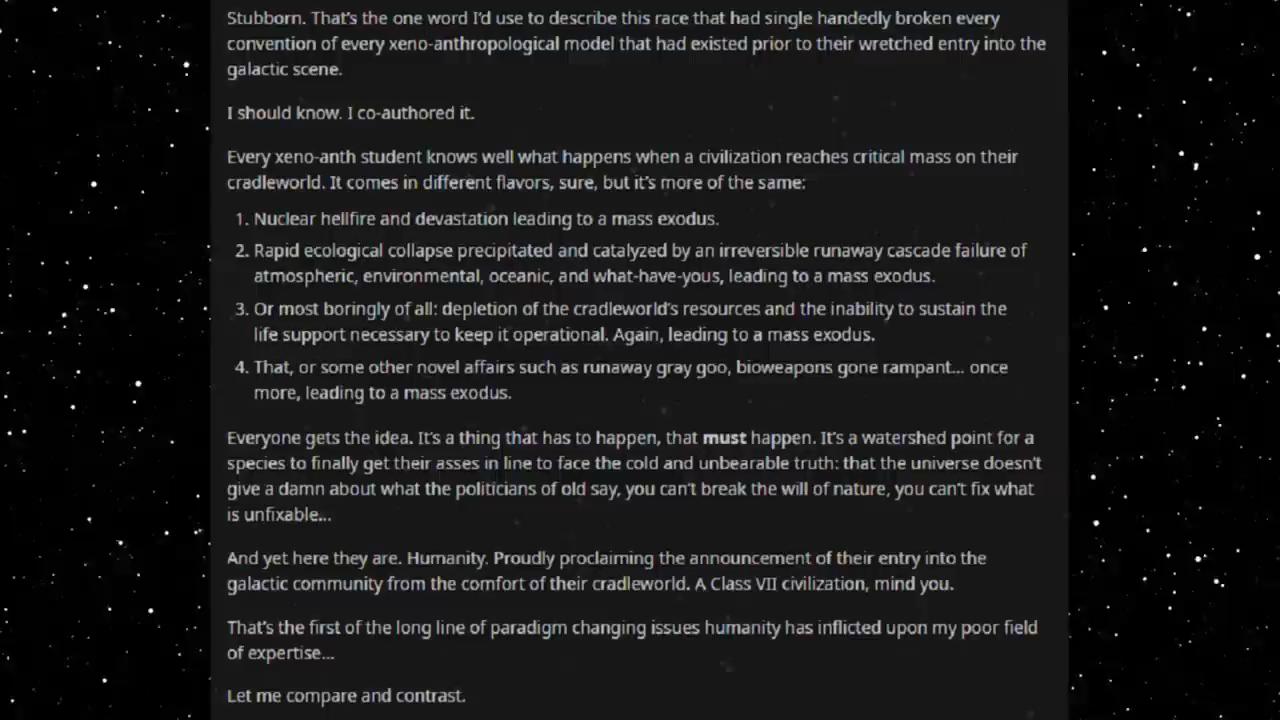 Stubborn. That's the one word I'd use to describe this race that had single handedly broken every
convention of every xeno-anthropological model that had existed prior to their wretched entry into the
galactic scene.
I should know. I co-authored it.
Every xeno-anth student knows well what happens when a civilization reaches critical mass on their
cradleworld. It comes in different flavors, sure, but it's more of the same:
1. Nuclear hellfire and devastation leading to a mass exodus.
2. Rapid ecological collapse precipitated and catalyzed by an irreversible runaway cascade failure of
atmospheric, environmental, oceanic, and what-have-yous, leading to a mass exodus.
3. Or most boringly of all: depletion of the cradleworld's resources and the inability to sustain the
life support necessary to keep it operational. Again, leading to a mass exodus.
4. That, or some other novel affairs such as runaway gray goo, bioweapons gone rampant... once
more, leading to a mass exodus.
Everyone gets the idea. It's a thing that has to happen, that must happen. It's a watershed point for a
species to finally get their asses in line to face the cold and unbearable truth: that the universe doesn't
give a damn about what the politicians of old say, you can't break the will of nature, you can't fix what
is unfixable...
And yet here they are. Humanity. Proudly proclaiming the announcement of their entry into the
galactic community from the comfort of their cradleworld. A Class VII civilization, mind you.
That's the first of the long line of paradigm changing issues humanity has inflicted upon my poor field
of expertise...
Let me compare and contrast.